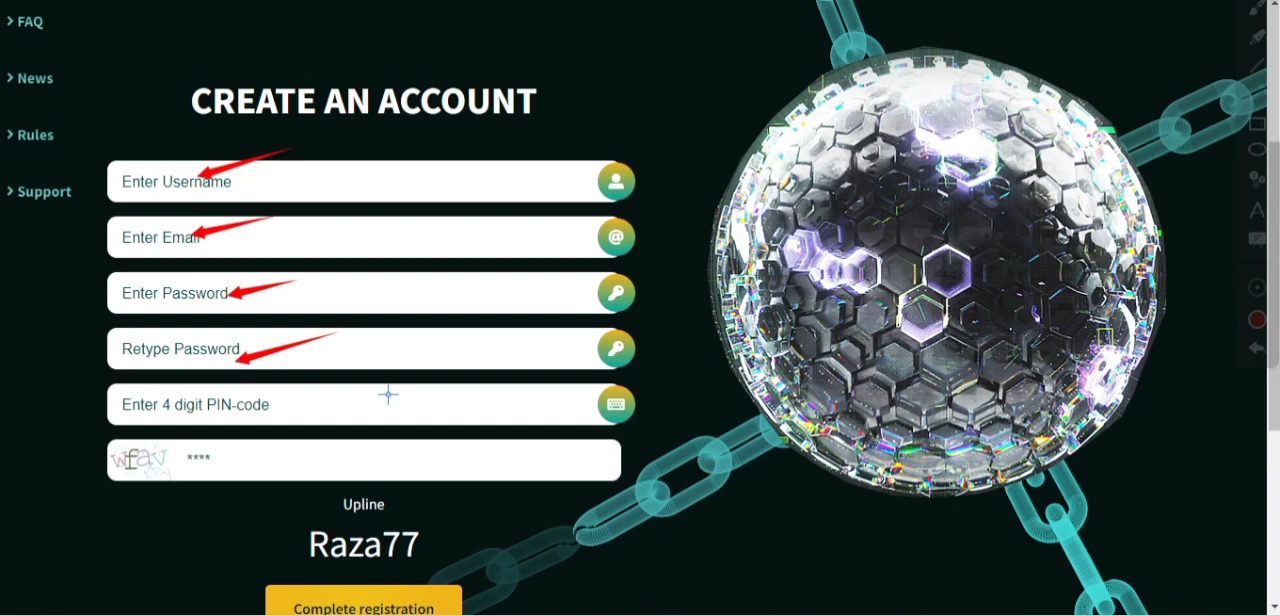 FAQ
News
Rules
Support
CREATE AN ACCOUNT
Enter Username
Enter Email
Enter Password
Retype Password
Enter 4 digit PIN-code
wfav ****
Upline
Raza77
Complete registration